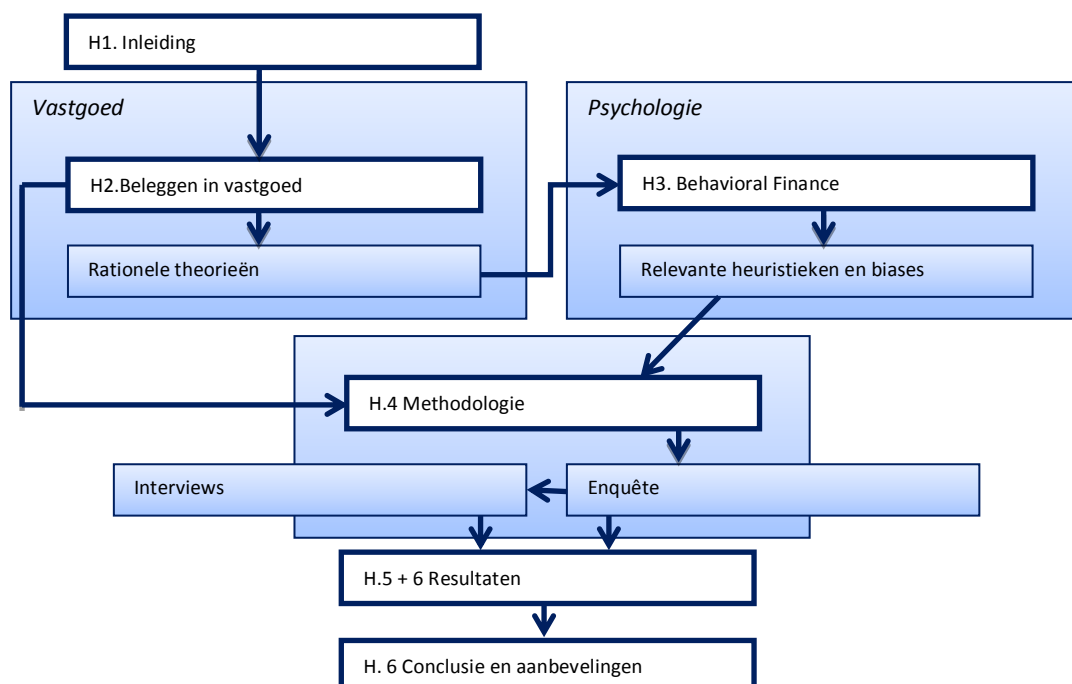 H1. Inleiding
Vastgoed
Psychologie
H2.Beleggen in vastgoed
H3. Behavioral Finance
Rationele theorieën
Relevante heuristieken en biases
H.4 Methodologie
Interviews
Enquête
H.5 + 6 Resultaten
H. 6 Conclusie en aanbevelingen